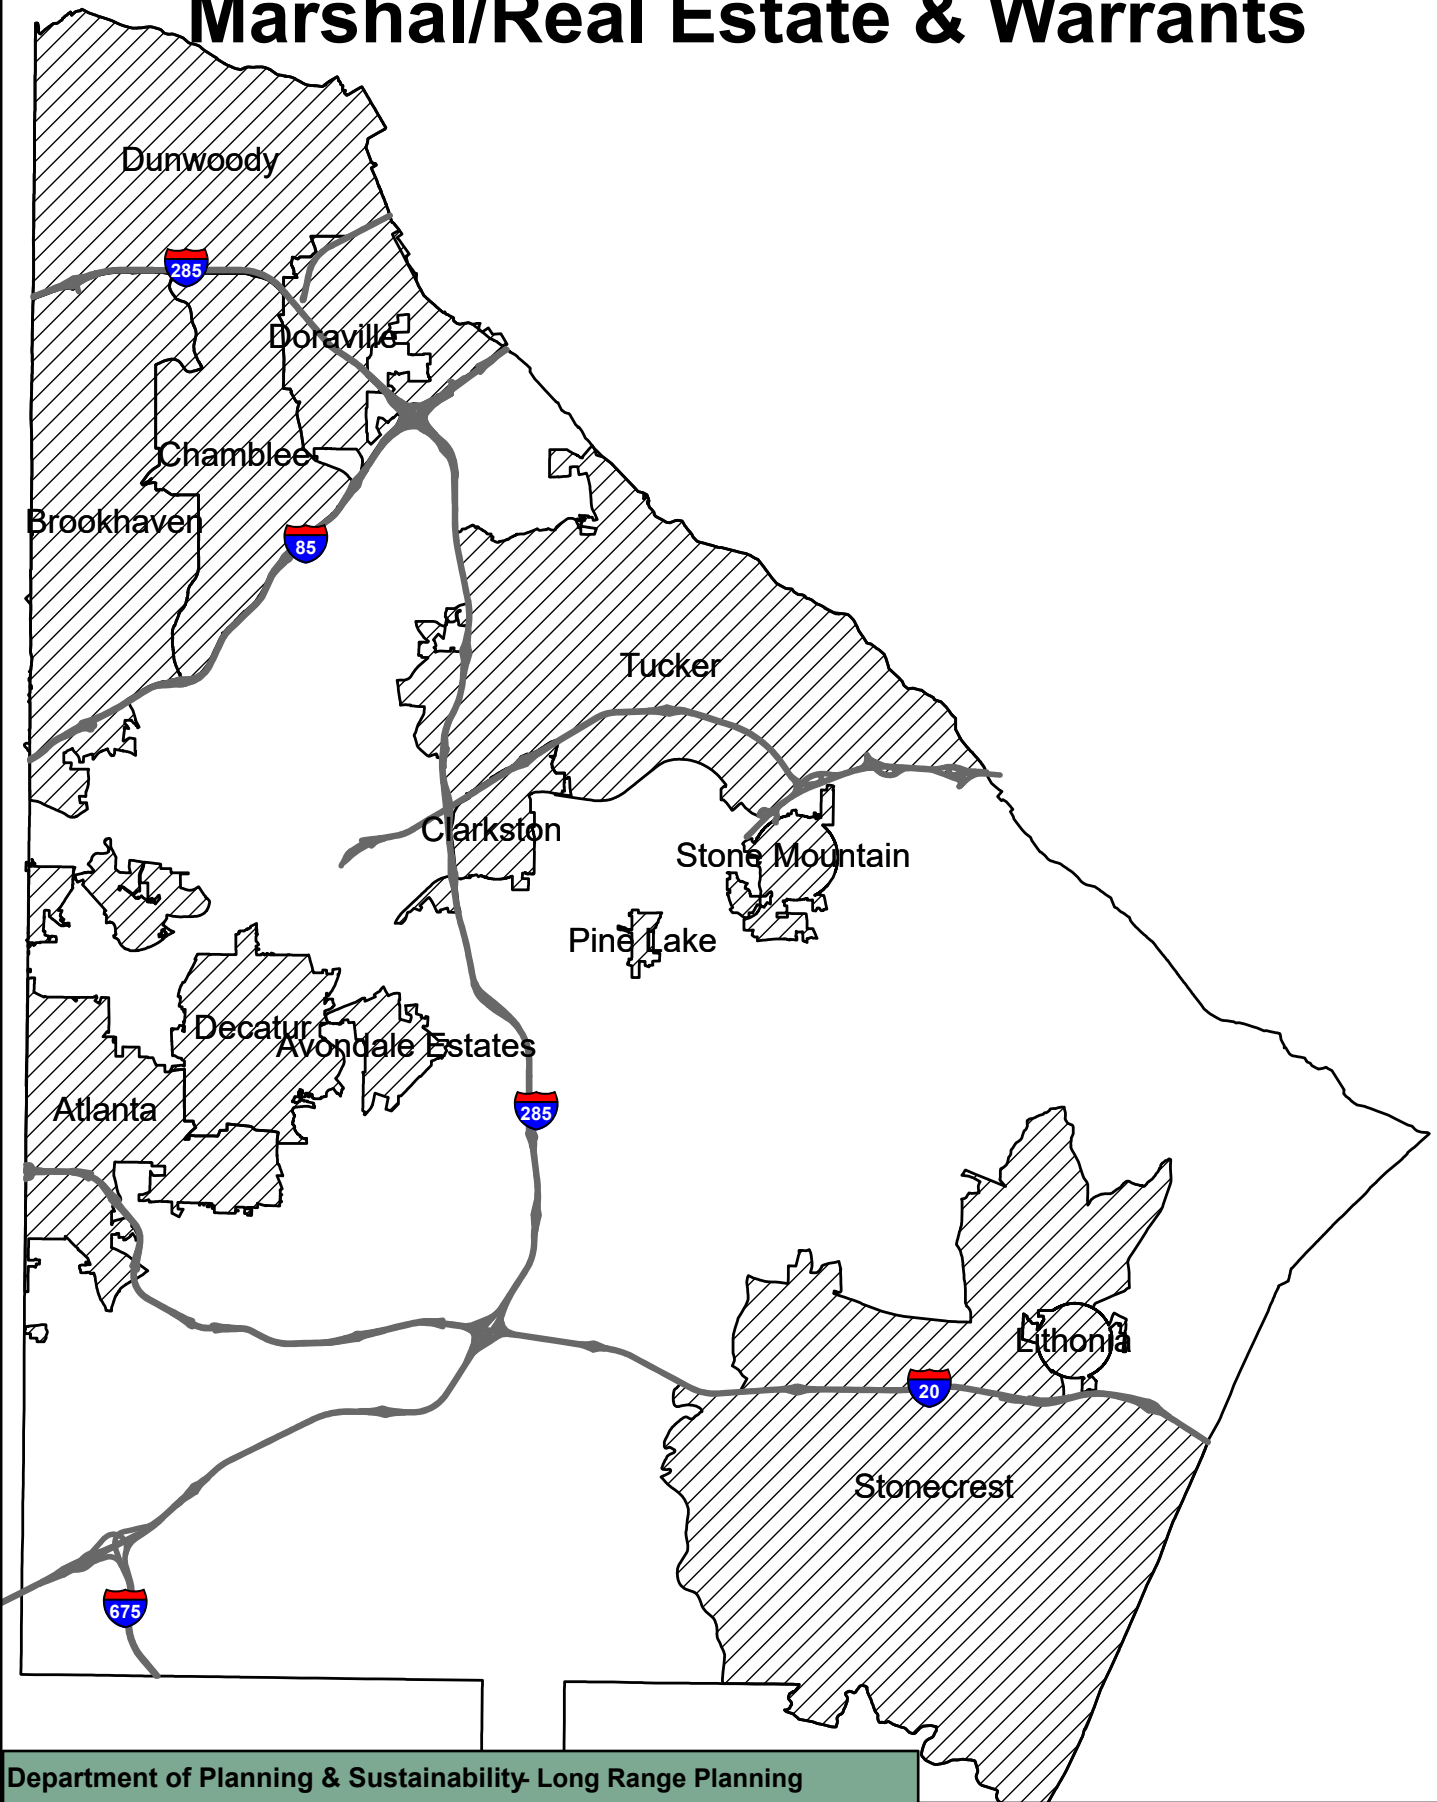 Marshal/Real Estate & Warrants
Dunwoody
285
Doraville
Chamblee
Brookhaven
85
Tucker
Clarkston
Stone Mountain
Pine Lake
Decatur
Avondale Estates
Atlanta
285
Lithonia
20
Stonecrest
675
Department of Planning & Sustainability- Long Range Planning